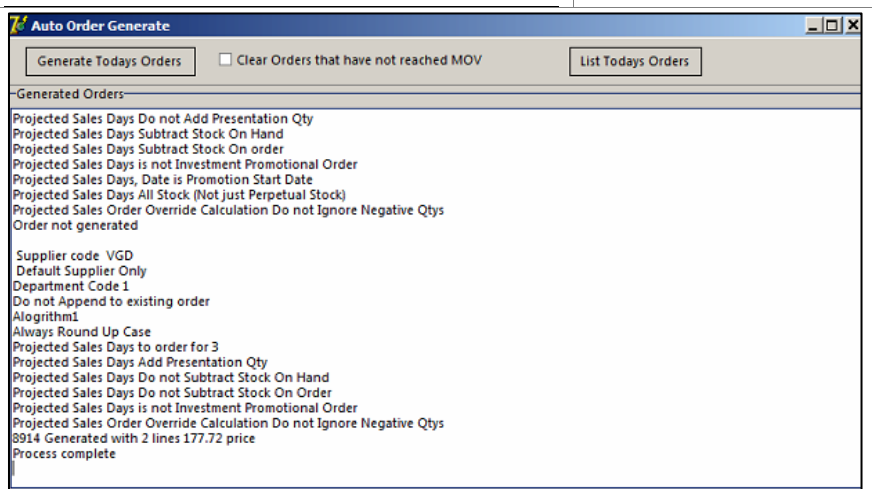 Auto Order Generate
Generate Todays Orders
Clear Orders that have not reached MOV
List Todays Orders
Generated Orders
Projected Sales Days Do not Add Presentation Qty
Projected Sales Days Subtract Stock On Hand
Projected Sales Days Subtract Stock On order
Projected Sales Days is not Investment Promotional Order
Projected Sales Days, Date is Promotion Start Date
Projected Sales Days All Stock (Not just Perpetual Stock)
Projected Sales Order Override Calculation Do not Ignore Negative Qtys
Order not generated
Supplier code  VGD
Default Supplier Only
Department Code 1
Do not Append to existing order
Alogrithm1
Always Round Up Case
Projected Sales Days to order for 3
Projected Sales Days Add Presentation Qty
Projected Sales Days Do not Subtract Stock On Hand
Projected Sales Days Do not Subtract Stock On Order
Projected Sales Days is not Investment Promotional Order
Projected Sales Order Override Calculation Do not Ignore Negative Qtys
8914 Generated with 2 lines 177.72 price
Process complete